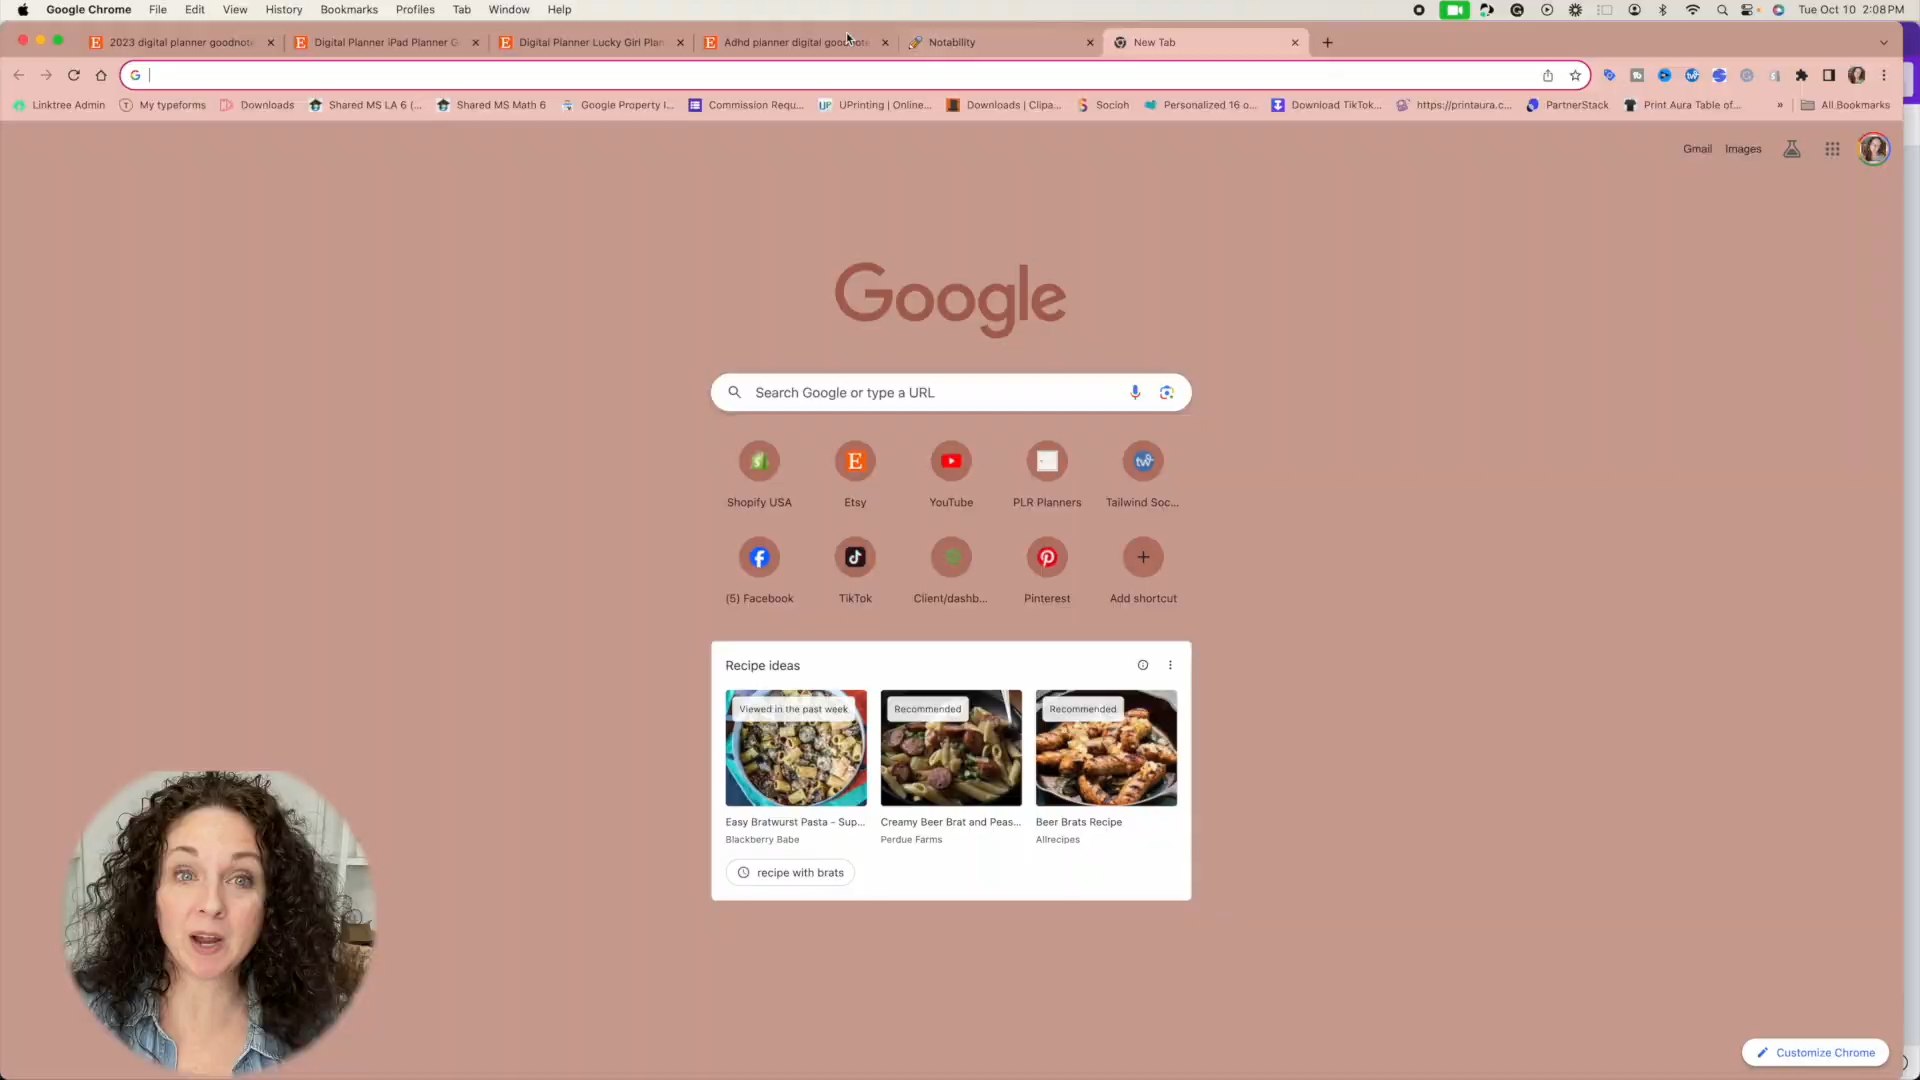 Google Chrome File Edit View History Bookmarks Profiles Tab Window Help Tue Oct 10 2:08 PM
2023 digital planner goodnote Digital Planner iPad Planner G Digital Planner Lucky Girl Plan Adhd planner digital goodnote Notability New Tab
Linktree Admin My typeforms Downloads Shared MS LA 6 (... Shared MS Math 6 Google Property I... Commission Requ... UPrinting | Online... Downloads | Clipa... Socioh Personalized 16 o... Download TikTok... https://printaura.c... PartnerStack Print Aura Table of... » All Bookmarks
Gmail Images
Google
Search Google or type a URL
Shopify USA Etsy YouTube PLR Planners Tailwind Soc...
(5) Facebook TikTok Client/dashb... Pinterest Add shortcut
Recipe ideas
Viewed in the past week Recommended Recommended
Easy Bratwurst Pasta - Sup... Creamy Beer Brat and Peas... Beer Brats Recipe
Blackberry Babe Perdue Farms Allrecipes
recipe with brats
Customize Chrome